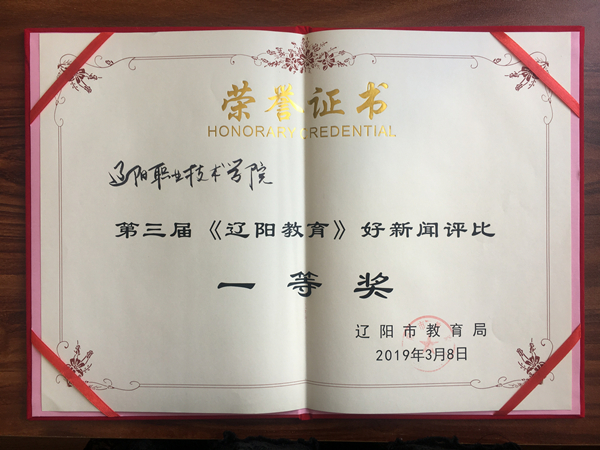 荣誉证书
HONORARY CREDENTIAL
辽阳职业技术学院
第三届《辽阳教育》好新闻评比
一等奖
辽阳市教育局
2019年3月8日